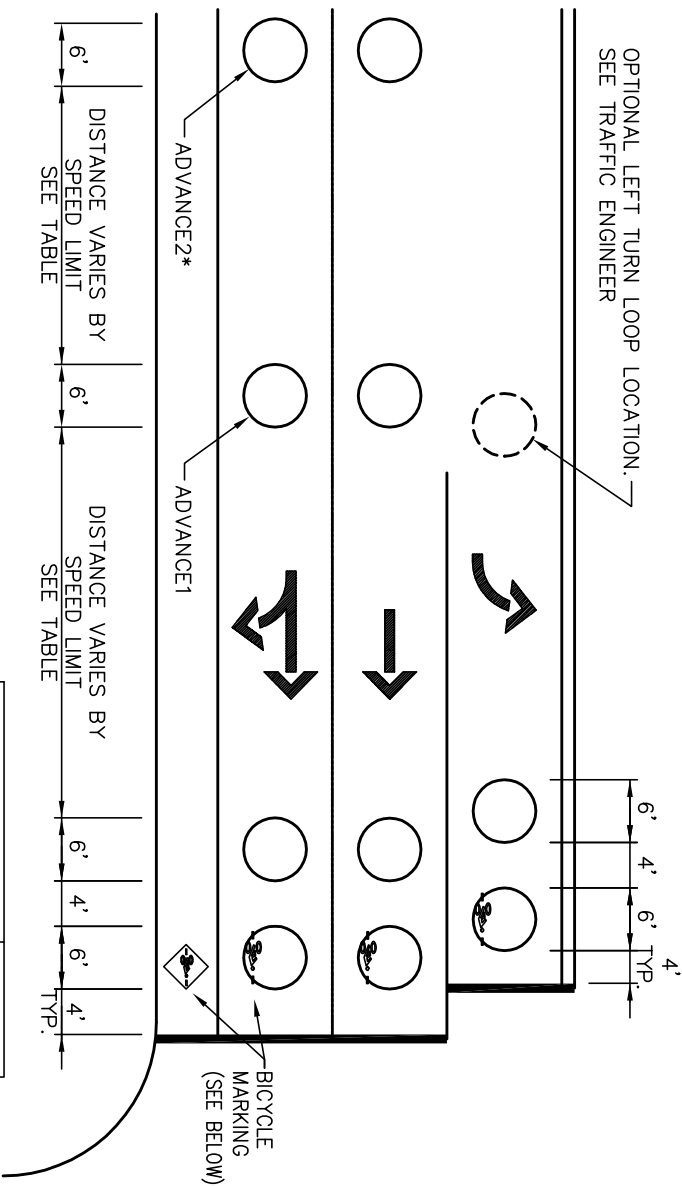 OPTIONAL LEFT TURN LOOP LOCATION.
SEE TRAFFIC ENGINEER
6'
4'
6'
TYP.
4'
ADVANCE2*
ADVANCE1
BICYCLE
MARKING
(SEE BELOW)
6'
DISTANCE VARIES BY
SPEED LIMIT
SEE TABLE
6'
DISTANCE VARIES BY
SPEED LIMIT
SEE TABLE
6'
4'
6'
4'
TYP.